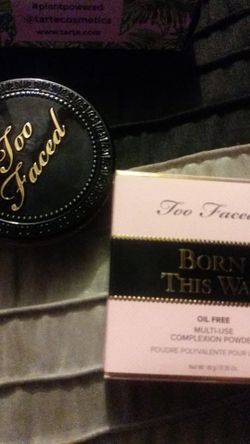 #plantpowered
@tartecosmetics
www.tarte.com
Too
Faced
Too Faced
BORN
THIS WA
OIL FREE
MULTI-USE
COMPLEXION POWDE
POUDRE POLYVALENTE POUR